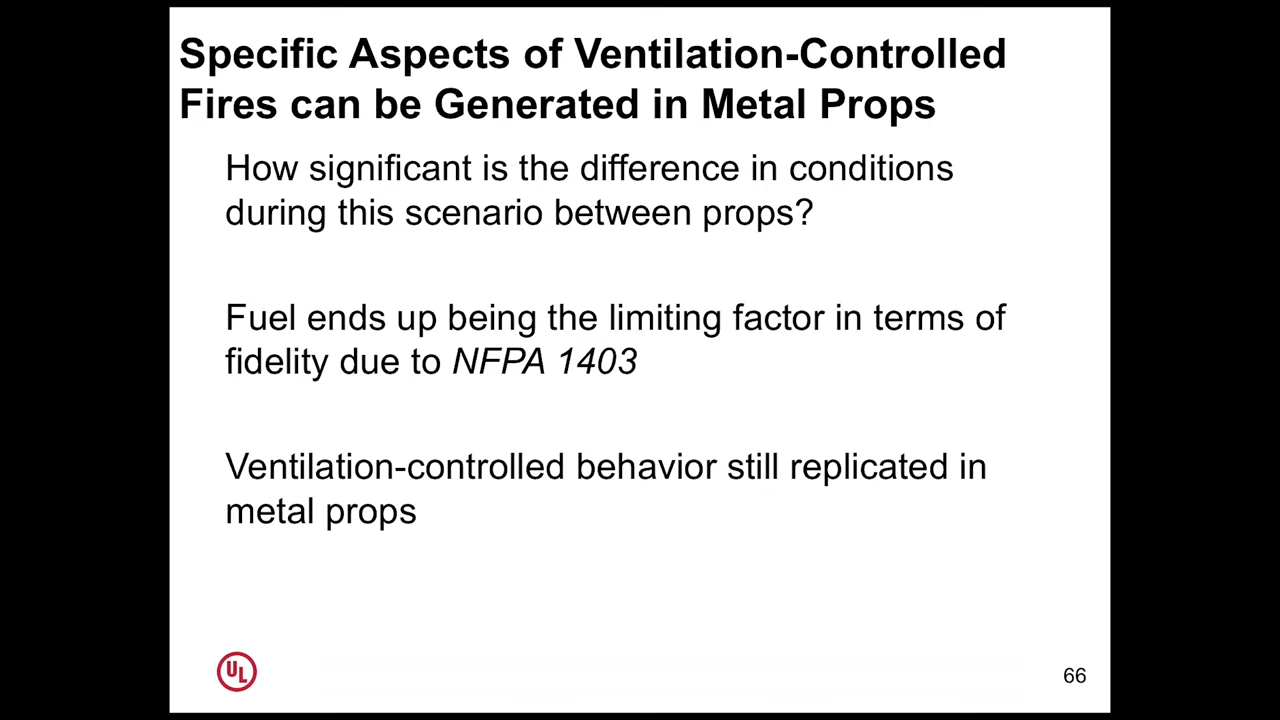 Specific Aspects of Ventilation-Controlled
Fires can be Generated in Metal Props
How significant is the difference in conditions
during this scenario between props?
Fuel ends up being the limiting factor in terms of
fidelity due to NFPA 1403
Ventilation-controlled behavior still replicated in
metal props
UL
66